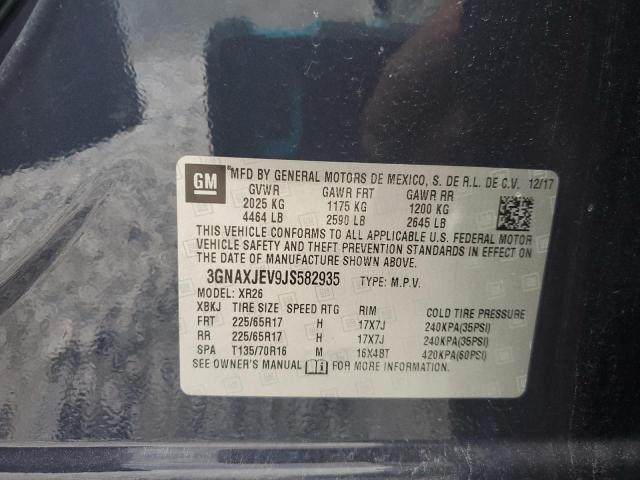 GM ® MFD BY GENERAL MOTORS DE MEXICO, S. DE R.L. DE C.V. 12/17
GVWR GAWR FRT GAWR RR
2025 KG 1175 KG 1200 KG
4464 LB 2590 LB 2645 LB
THIS VEHICLE CONFORMS TO ALL APPLICABLE U.S. FEDERAL MOTOR
VEHICLE SAFETY AND THEFT PREVENTION STANDARDS IN EFFECT ON
THE DATE OF MANUFACTURE SHOWN ABOVE.
3GNAXJEV9JS582935 TYPE: M.P.V.
MODEL: XR26
XBKJ TIRE SIZE SPEED RTG RIM COLD TIRE PRESSURE
FRT 225/65R17 H 17X7J 240KPA(35PSI)
RR 225/65R17 H 17X7J 240KPA(35PSI)
SPA T135/70R16 M 16X4BT 420KPA(60PSI)
SEE OWNER'S MANUAL FOR MORE INFORMATION.